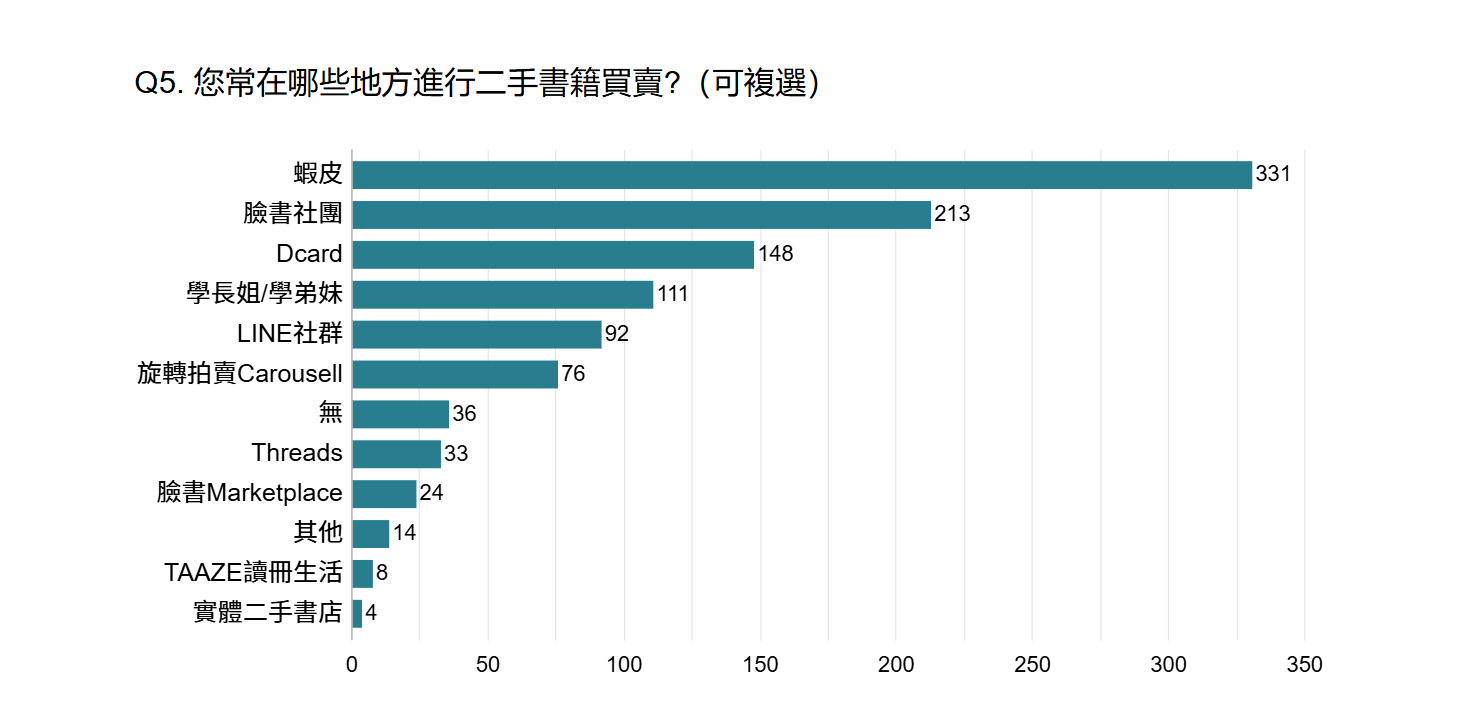 Q5. 您常在哪些地方進行二手書籍買賣？（可複選）
蝦皮 331
臉書社團 213
Dcard 148
學長姐/學弟妹 111
LINE社群 92
旋轉拍賣Carousell 76
無 36
Threads 33
臉書Marketplace 24
其他 14
TAAZE讀冊生活 8
實體二手書店 4
0 50 100 150 200 250 300 350